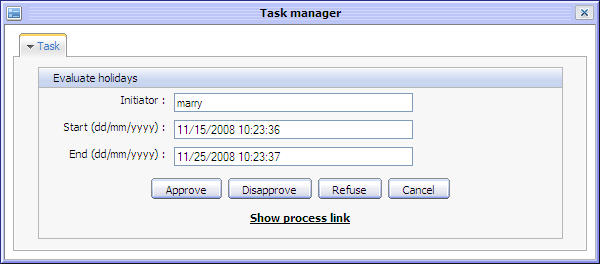 Task manager
Task
Evaluate holidays
Initiator : marry
Start (dd/mm/yyyy) : 11/15/2008 10:23:36
End (dd/mm/yyyy) : 11/25/2008 10:23:37
Approve Disapprove Refuse Cancel
Show process link